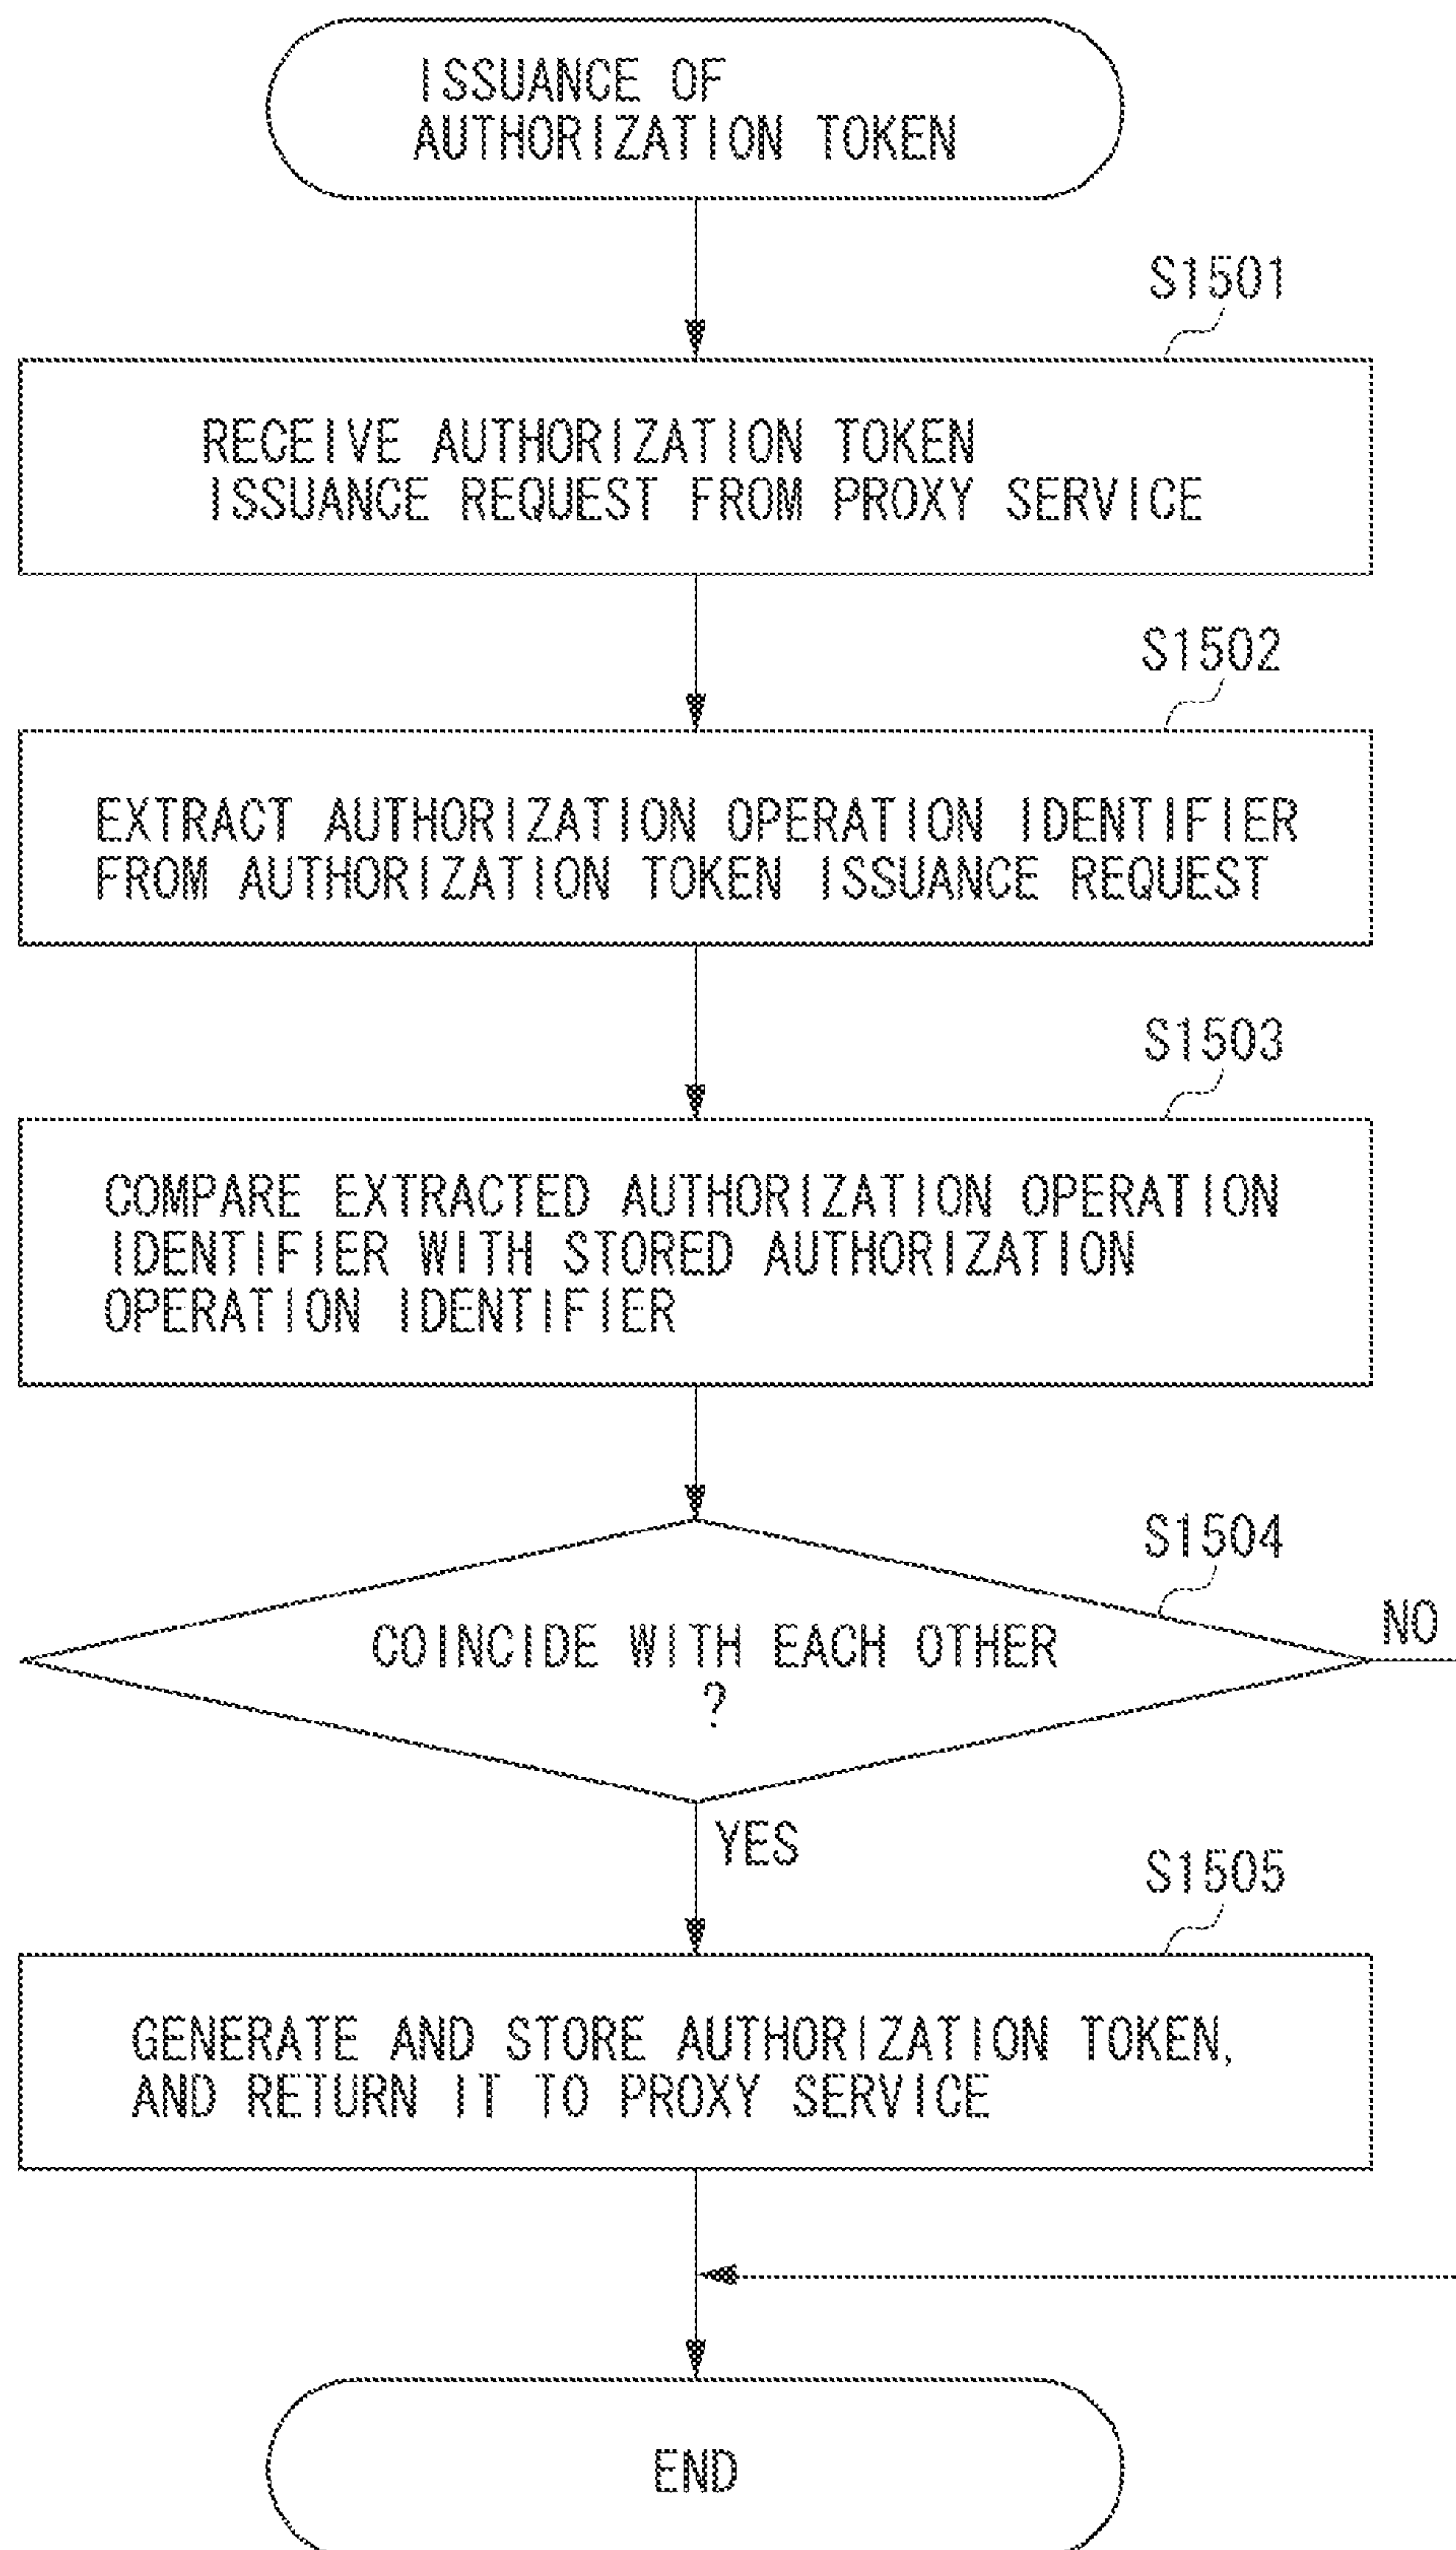 ISSUANCE OF
AUTHORIZATION TOKEN
S1501
RECEIVE AUTHORIZATION TOKEN
ISSUANCE REQUEST FROM PROXY SERVICE
S1502
EXTRACT AUTHORIZATION OPERATION IDENTIFIER
FROM AUTHORIZATION TOKEN ISSUANCE REQUEST
S1503
COMPARE EXTRACTED AUTHORIZATION OPERATION
IDENTIFIER WITH STORED AUTHORIZATION
OPERATION IDENTIFIER
S1504
NO
COINCIDE WITH EACH OTHER
?
YES
S1505
GENERATE AND STORE AUTHORIZATION TOKEN,
AND RETURN IT TO PROXY SERVICE
END